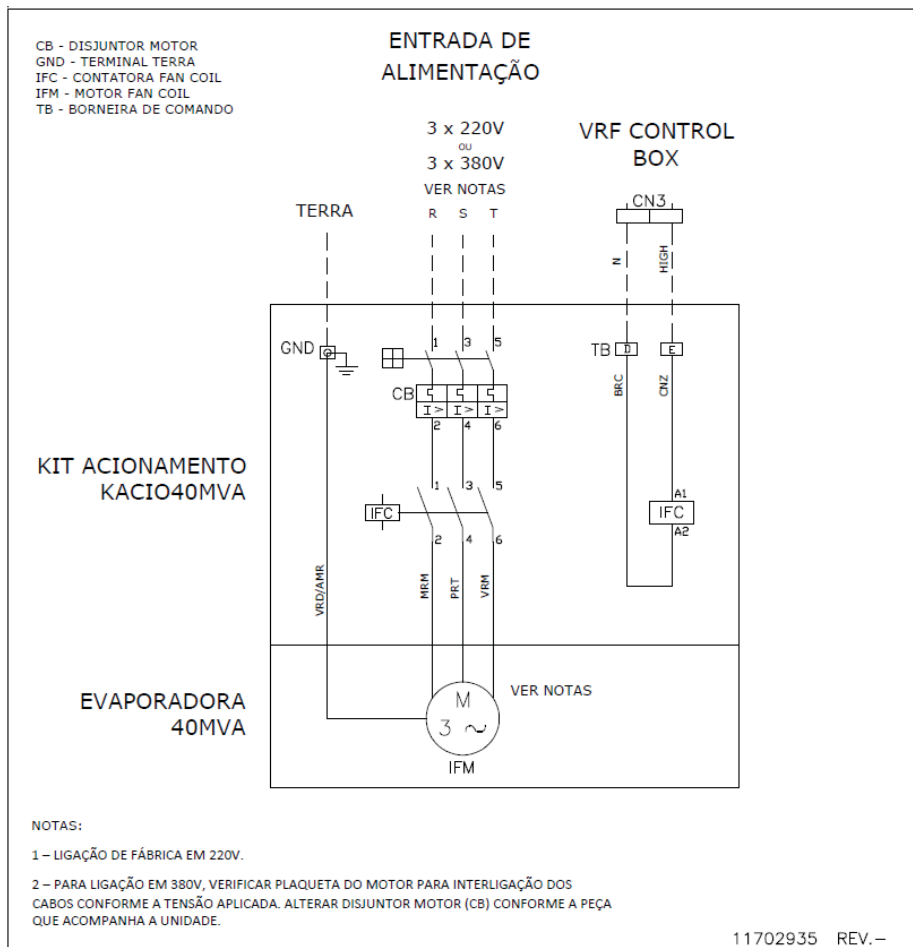 CB - DISJUNTOR MOTOR
GND - TERMINAL TERRA
IFC - CONTATORA FAN COIL
IFM - MOTOR FAN COIL
TB - BORNEIRA DE COMANDO
ENTRADA DE
ALIMENTAÇÃO
3 x 220V
OU
3 x 380V
VER NOTAS
R S T
TERRA
VRF CONTROL
BOX
CN3
N HIGH
GND
1 3 5
TB D E
CB
I> I> I>
2 4 6
BRC CNZ
KIT ACIONAMENTO
KACIO40MVA
1 3 5
IFC
2 4 6
A1
IFC
A2
VRD/AMR MRM PRT VRM
EVAPORADORA
40MVA
M
3 ~
IFM
VER NOTAS
NOTAS:
1 – LIGAÇÃO DE FÁBRICA EM 220V.
2 – PARA LIGAÇÃO EM 380V, VERIFICAR PLAQUETA DO MOTOR PARA INTERLIGAÇÃO DOS
CABOS CONFORME A TENSÃO APLICADA. ALTERAR DISJUNTOR MOTOR (CB) CONFORME A PEÇA
QUE ACOMPANHA A UNIDADE.
11702935 REV.–